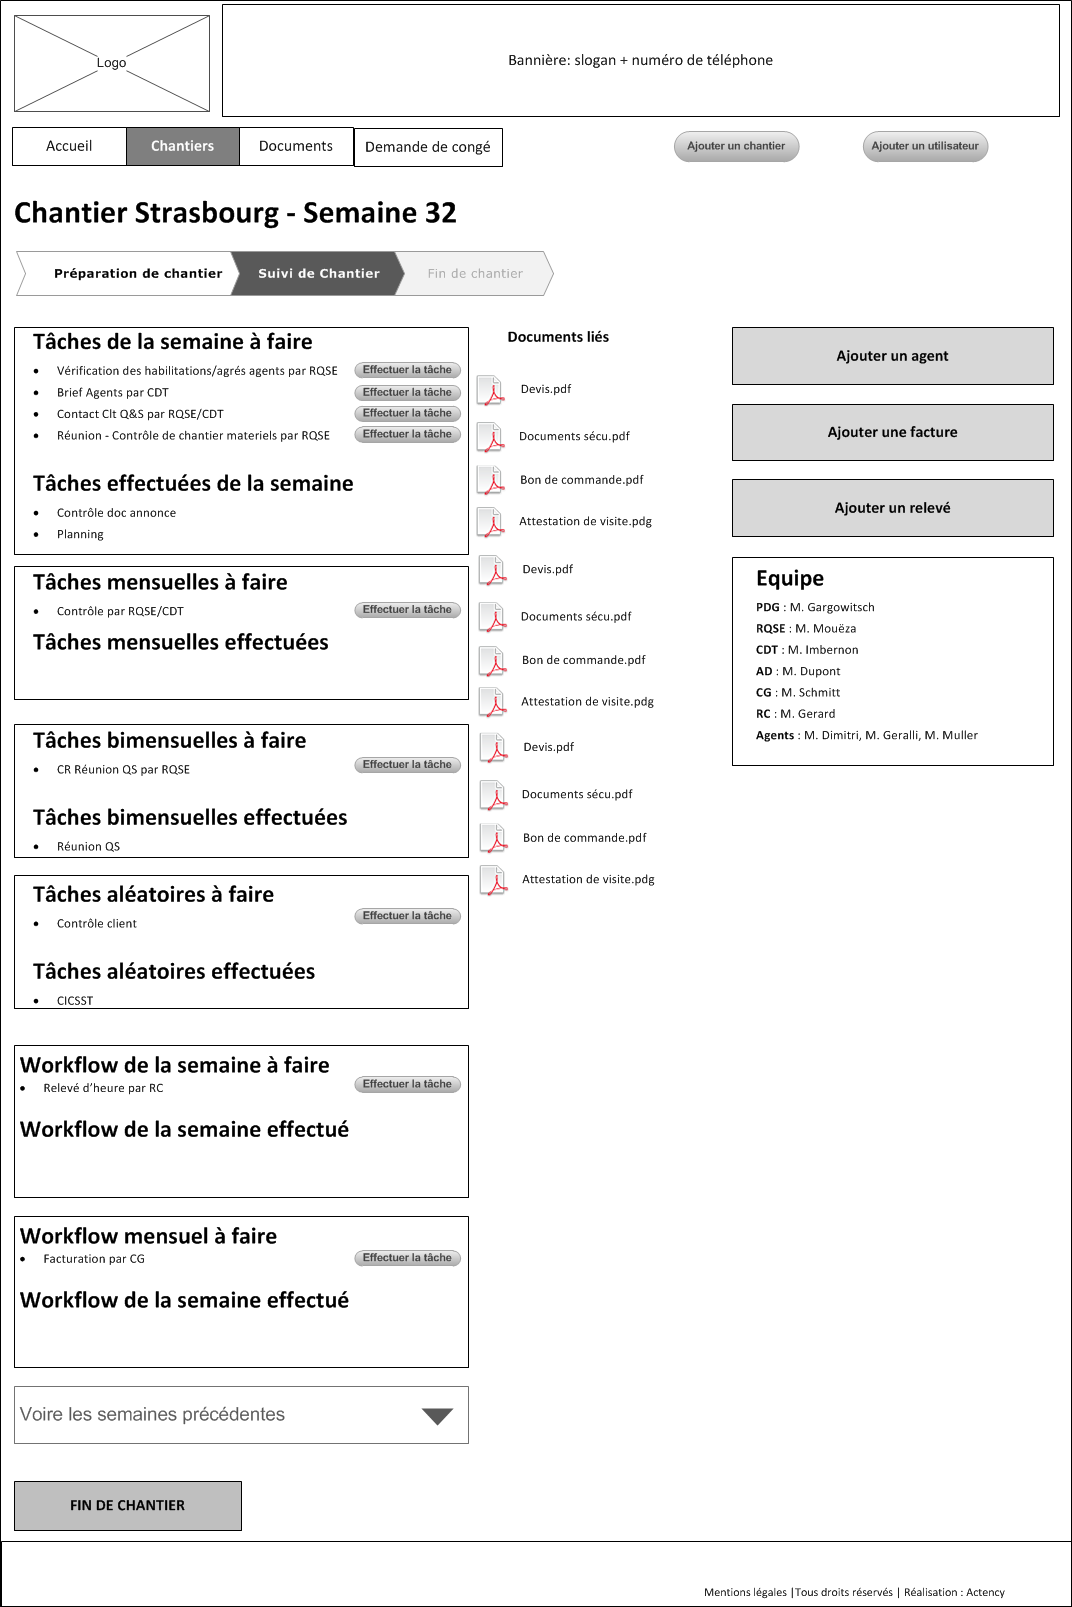 Logo
Bannière: slogan + numéro de téléphone
Accueil
Chantiers
Documents
Demande de congé
Ajouter un chantier
Ajouter un utilisateur
Chantier Strasbourg - Semaine 32
Préparation de chantier
Suivi de Chantier
Fin de chantier
Tâches de la semaine à faire
• Vérification des habilitations/agrés agents par RQSE
Effectuer la tâche
• Brief Agents par CDT
Effectuer la tâche
• Contact Clt Q&S par RQSE/CDT
Effectuer la tâche
• Réunion - Contrôle de chantier materiels par RQSE
Effectuer la tâche
Tâches effectuées de la semaine
• Contrôle doc annonce
• Planning
Tâches mensuelles à faire
• Contrôle par RQSE/CDT
Effectuer la tâche
Tâches mensuelles effectuées
Tâches bimensuelles à faire
• CR Réunion QS par RQSE
Effectuer la tâche
Tâches bimensuelles effectuées
• Réunion QS
Tâches aléatoires à faire
• Contrôle client
Effectuer la tâche
Tâches aléatoires effectuées
• CICSST
Workflow de la semaine à faire
• Relevé d'heure par RC
Effectuer la tâche
Workflow de la semaine effectué
Workflow mensuel à faire
• Facturation par CG
Effectuer la tâche
Workflow de la semaine effectué
Voire les semaines précédentes
FIN DE CHANTIER
Documents liés
Devis.pdf
Documents sécu.pdf
Bon de commande.pdf
Attestation de visite.pdg
Devis.pdf
Documents sécu.pdf
Bon de commande.pdf
Attestation de visite.pdg
Devis.pdf
Documents sécu.pdf
Bon de commande.pdf
Attestation de visite.pdg
Ajouter un agent
Ajouter une facture
Ajouter un relevé
Equipe
PDG : M. Gargowitsch
RQSE : M. Mouëza
CDT : M. Imbernon
AD : M. Dupont
CG : M. Schmitt
RC : M. Gerard
Agents : M. Dimitri, M. Geralli, M. Muller
Mentions légales |Tous droits réservés | Réalisation : Actency